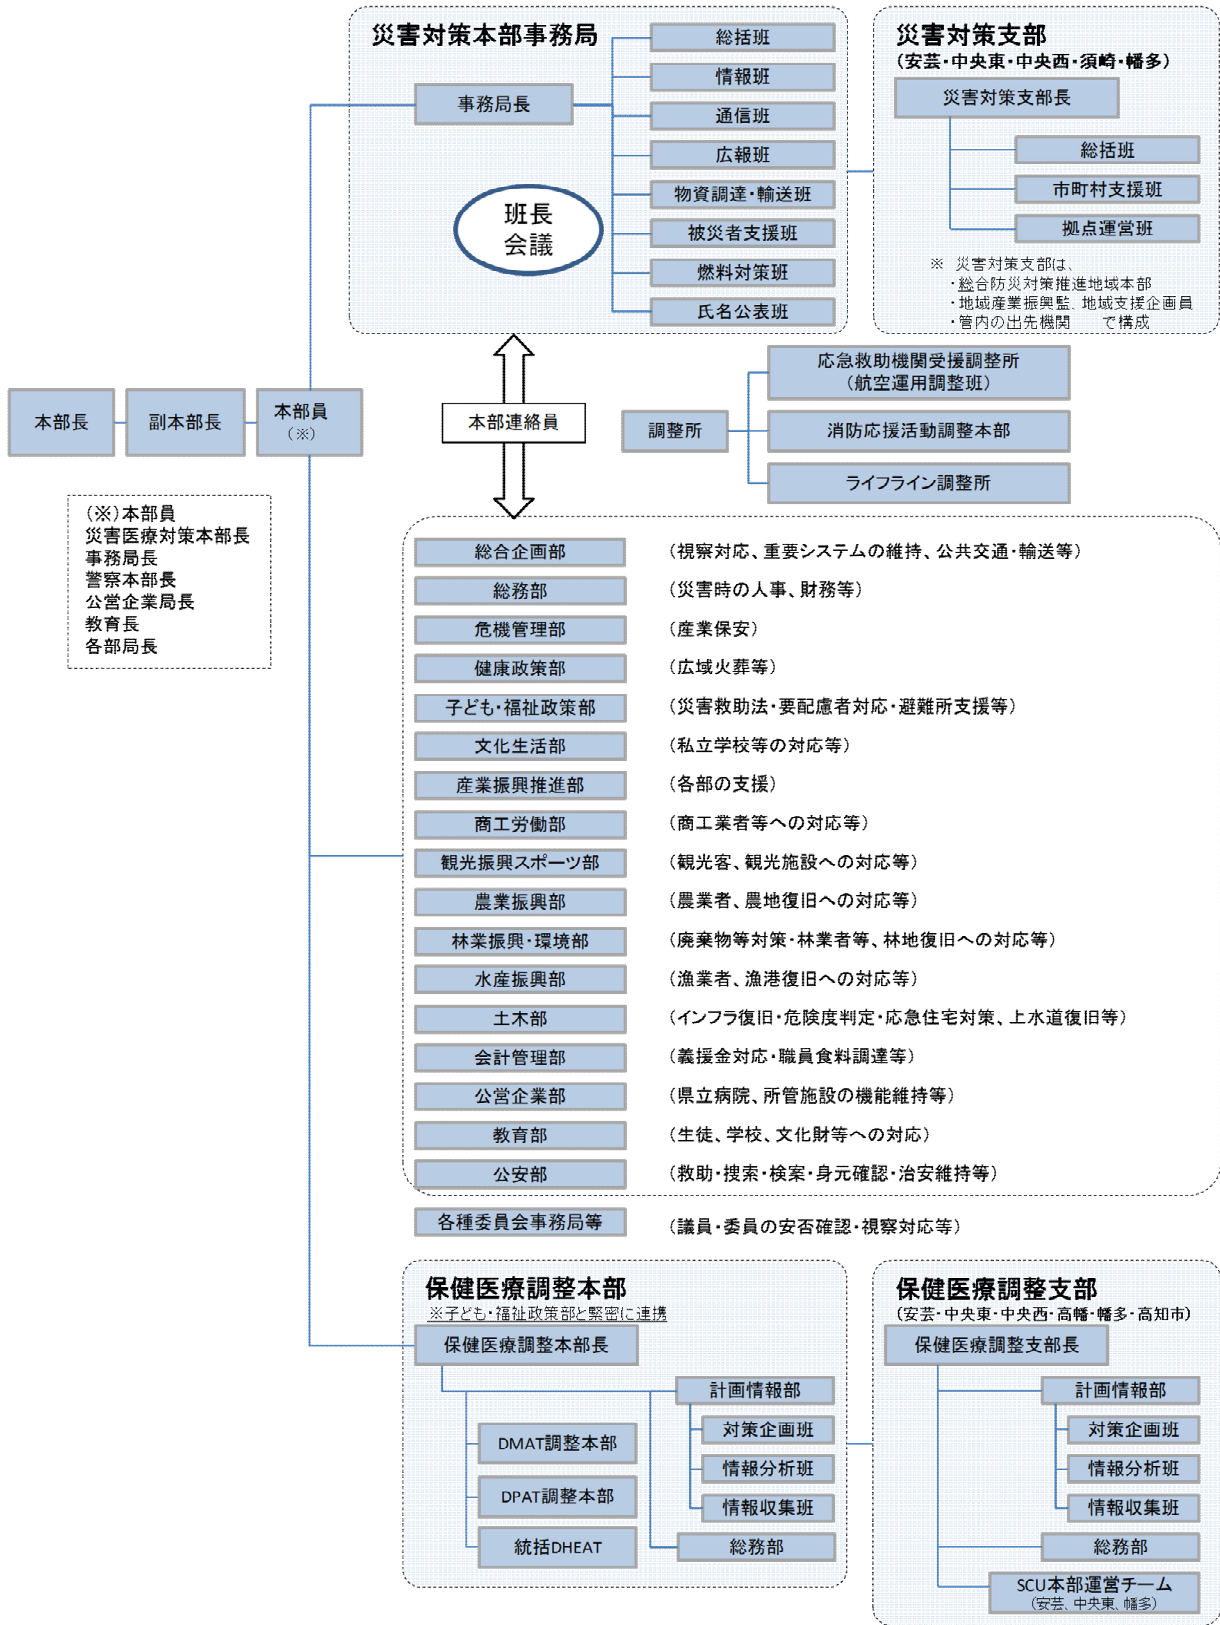 災害対策本部事務局
事務局長
班長
会議
総括班
情報班
通信班
広報班
物資調達・輸送班
被災者支援班
燃料対策班
氏名公表班
災害対策支部
(安芸・中央東・中央西・須崎・幡多)
災害対策支部長
総括班
市町村支援班
拠点運営班
※ 災害対策支部は、
・総合防災対策推進地域本部
・地域産業振興監、地域支援企画員
・管内の出先機関 で構成
本部長
副本部長
本部員
(※)
本部連絡員
調整所
応急救助機関受援調整所
(航空運用調整班)
消防応援活動調整本部
ライフライン調整所
(※)本部員
災害医療対策本部長
事務局長
警察本部長
公営企業局長
教育長
各部局長
総合企画部 (視察対応、重要システムの維持、公共交通・輸送等)
総務部 (災害時の人事、財務等)
危機管理部 (産業保安)
健康政策部 (広域火葬等)
子ども・福祉政策部 (災害救助法・要配慮者対応・避難所支援等)
文化生活部 (私立学校等の対応等)
産業振興推進部 (各部の支援)
商工労働部 (商工業者等への対応等)
観光振興スポーツ部 (観光客、観光施設への対応等)
農業振興部 (農業者、農地復旧への対応等)
林業振興・環境部 (廃棄物等対策・林業者等、林地復旧への対応等)
水産振興部 (漁業者、漁港復旧への対応等)
土木部 (インフラ復旧・危険度判定・応急住宅対策、上水道復旧等)
会計管理部 (義援金対応・職員食料調達等)
公営企業部 (県立病院、所管施設の機能維持等)
教育部 (生徒、学校、文化財等への対応)
公安部 (救助・捜索・検案・身元確認・治安維持等)
各種委員会事務局等 (議員・委員の安否確認・視察対応等)
保健医療調整本部
※子ども・福祉政策部と緊密に連携
保健医療調整本部長
計画情報部
対策企画班
情報分析班
情報収集班
総務部
DMAT調整本部
DPAT調整本部
統括DHEAT
保健医療調整支部
(安芸・中央東・中央西・高幡・幡多・高知市)
保健医療調整支部長
計画情報部
対策企画班
情報分析班
情報収集班
総務部
SCU本部運営チーム
(安芸、中央東、幡多)